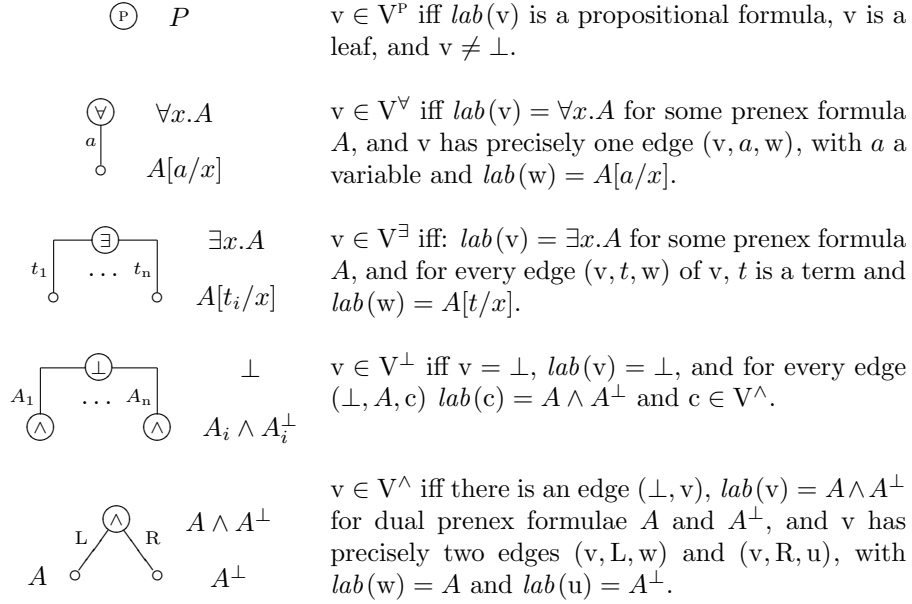 P P v ∈ Vᴾ iff lab(v) is a propositional formula, v is a
leaf, and v ≠ ⊥.
∀ ∀x.A v ∈ V^∀ iff lab(v) = ∀x.A for some prenex formula
a A, and v has precisely one edge (v, a, w), with a a
A[a/x] variable and lab(w) = A[a/x].
∃ ∃x.A v ∈ V^∃ iff: lab(v) = ∃x.A for some prenex formula
t₁ ... tₙ A, and for every edge (v, t, w) of v, t is a term and
A[tᵢ/x] lab(w) = A[t/x].
⊥ ⊥ v ∈ V^⊥ iff v = ⊥, lab(v) = ⊥, and for every edge
A₁ ... Aₙ (⊥, A, c) lab(c) = A ∧ A^⊥ and c ∈ V^∧.
∧ ∧ Aᵢ ∧ Aᵢ^⊥
v ∈ V^∧ iff there is an edge (⊥, v), lab(v) = A∧A^⊥
∧ A ∧ A^⊥ for dual prenex formulae A and A^⊥, and v has
L R precisely two edges (v, L, w) and (v, R, u), with
A A^⊥ lab(w) = A and lab(u) = A^⊥.